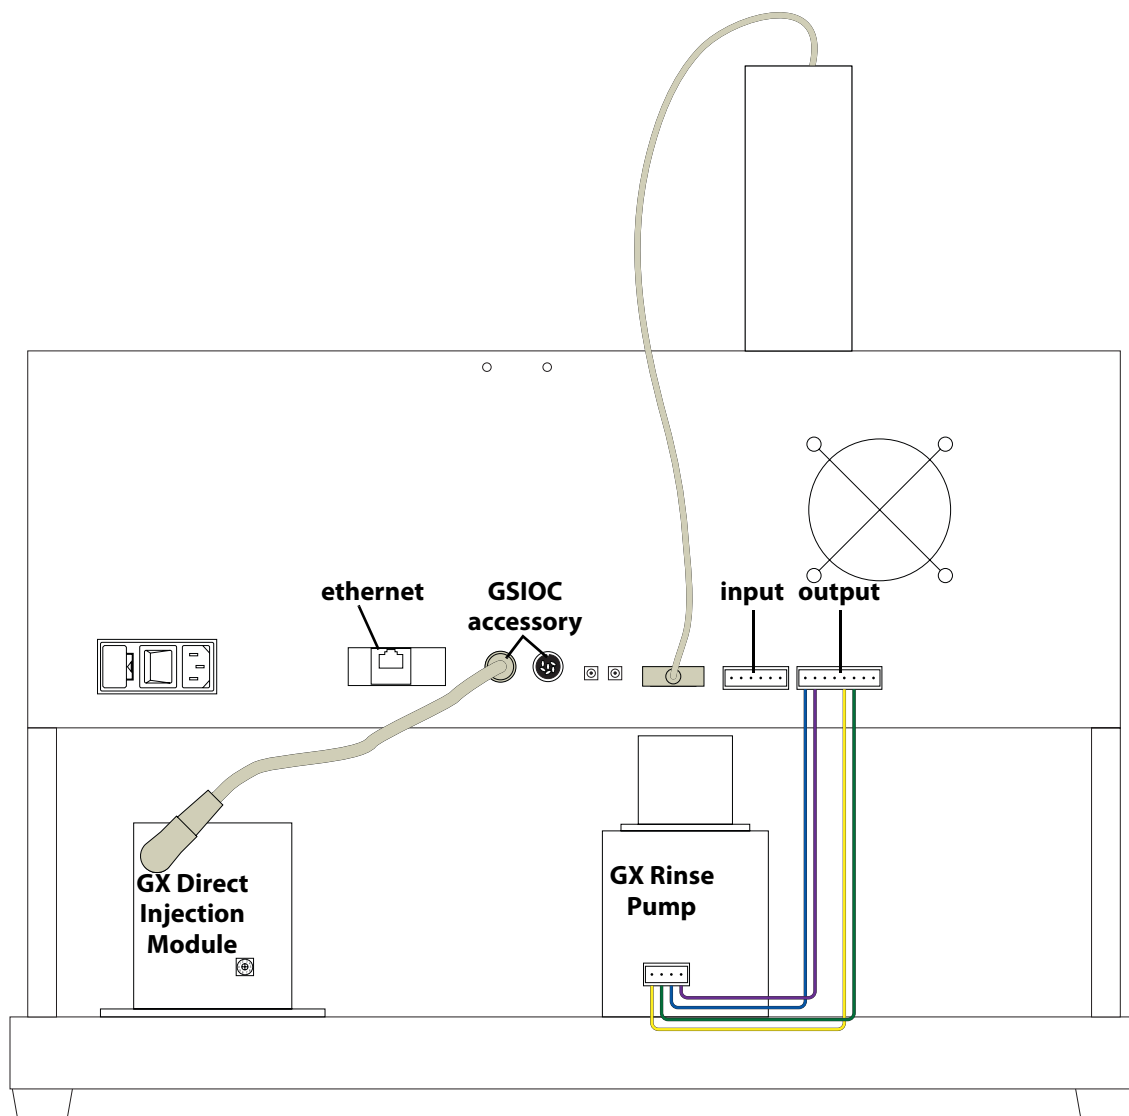 ethernet
GSIOC
accessory
input
output
GX Direct
Injection
Module
GX Rinse
Pump